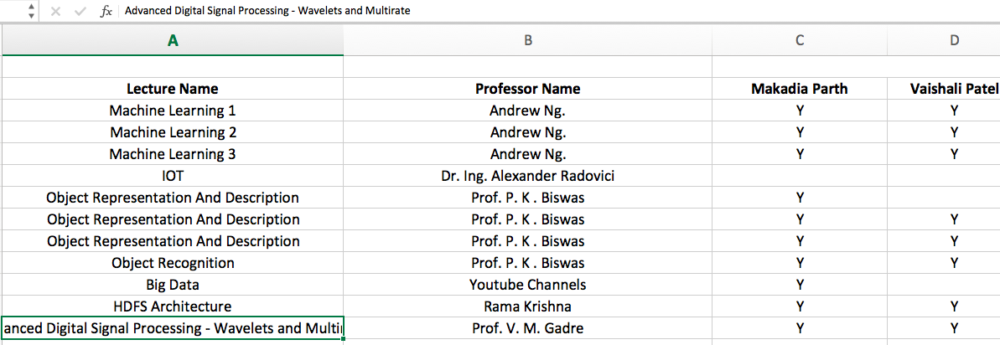 fx Advanced Digital Signal Processing - Wavelets and Multirate
A B C D
Lecture Name Professor Name Makadia Parth Vaishali Patel
Machine Learning 1 Andrew Ng. Y Y
Machine Learning 2 Andrew Ng. Y Y
Machine Learning 3 Andrew Ng. Y Y
IOT Dr. Ing. Alexander Radovici
Object Representation And Description Prof. P. K . Biswas Y
Object Representation And Description Prof. P. K . Biswas Y Y
Object Representation And Description Prof. P. K . Biswas Y Y
Object Recognition Prof. P. K . Biswas Y Y
Big Data Youtube Channels Y
HDFS Architecture Rama Krishna Y Y
anced Digital Signal Processing - Wavelets and Multi Prof. V. M. Gadre Y Y